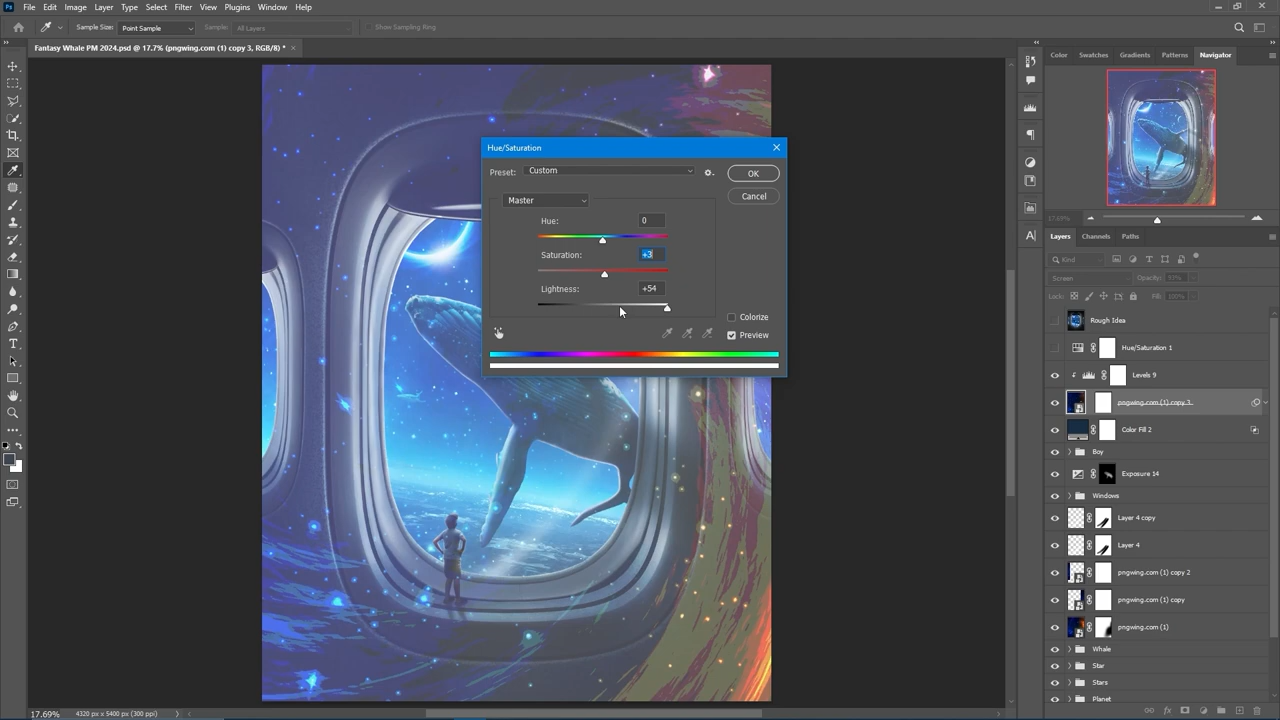 Ps File Edit Image Layer Type Select Filter View Plugins Window Help
Sample Size: Point Sample Sample: All Layers Show Sampling Ring
Fantasy Whale PM 2024.psd @ 17.7% (pngwing.com (1) copy 3, RGB/8) *
Color Swatches Gradients Patterns Navigator
Hue/Saturation
Preset: Custom
OK
Master
Cancel
Hue: 0
Saturation: +3
Lightness: +54
Colorize
Preview
17.69%
Layers Channels Paths
Kind
Screen Opacity: 93%
Lock: Fill: 100%
Rough Idea
Hue/Saturation 1
Levels 9
pngwing.com (1) copy 3
Color Fill 2
Boy
Exposure 14
Windows
Layer 4 copy
Layer 4
pngwing.com (1) copy 2
pngwing.com (1) copy
pngwing.com (1)
Whale
Star
Stars
Planet
17.69% 4320 px x 5400 px (300 ppi)